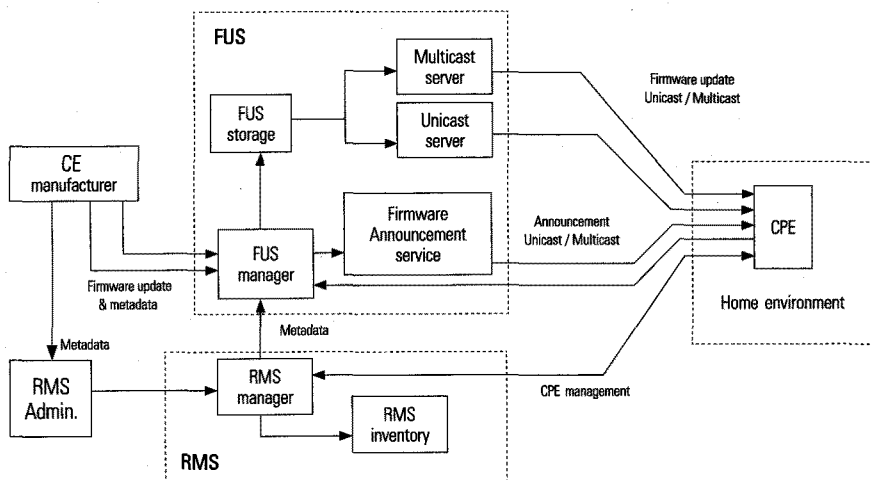 FUS
Multicast
server
Firmware update
Unicast / Multicast
FUS
storage
Unicast
server
CE
manufacturer
Firmware
Announcement
service
Announcement
Unicast / Multicast
CPE
FUS
manager
Firmware update
& metadata
Home environment
Metadata
Metadata
RMS
Admin.
RMS
manager
CPE management
RMS
inventory
RMS